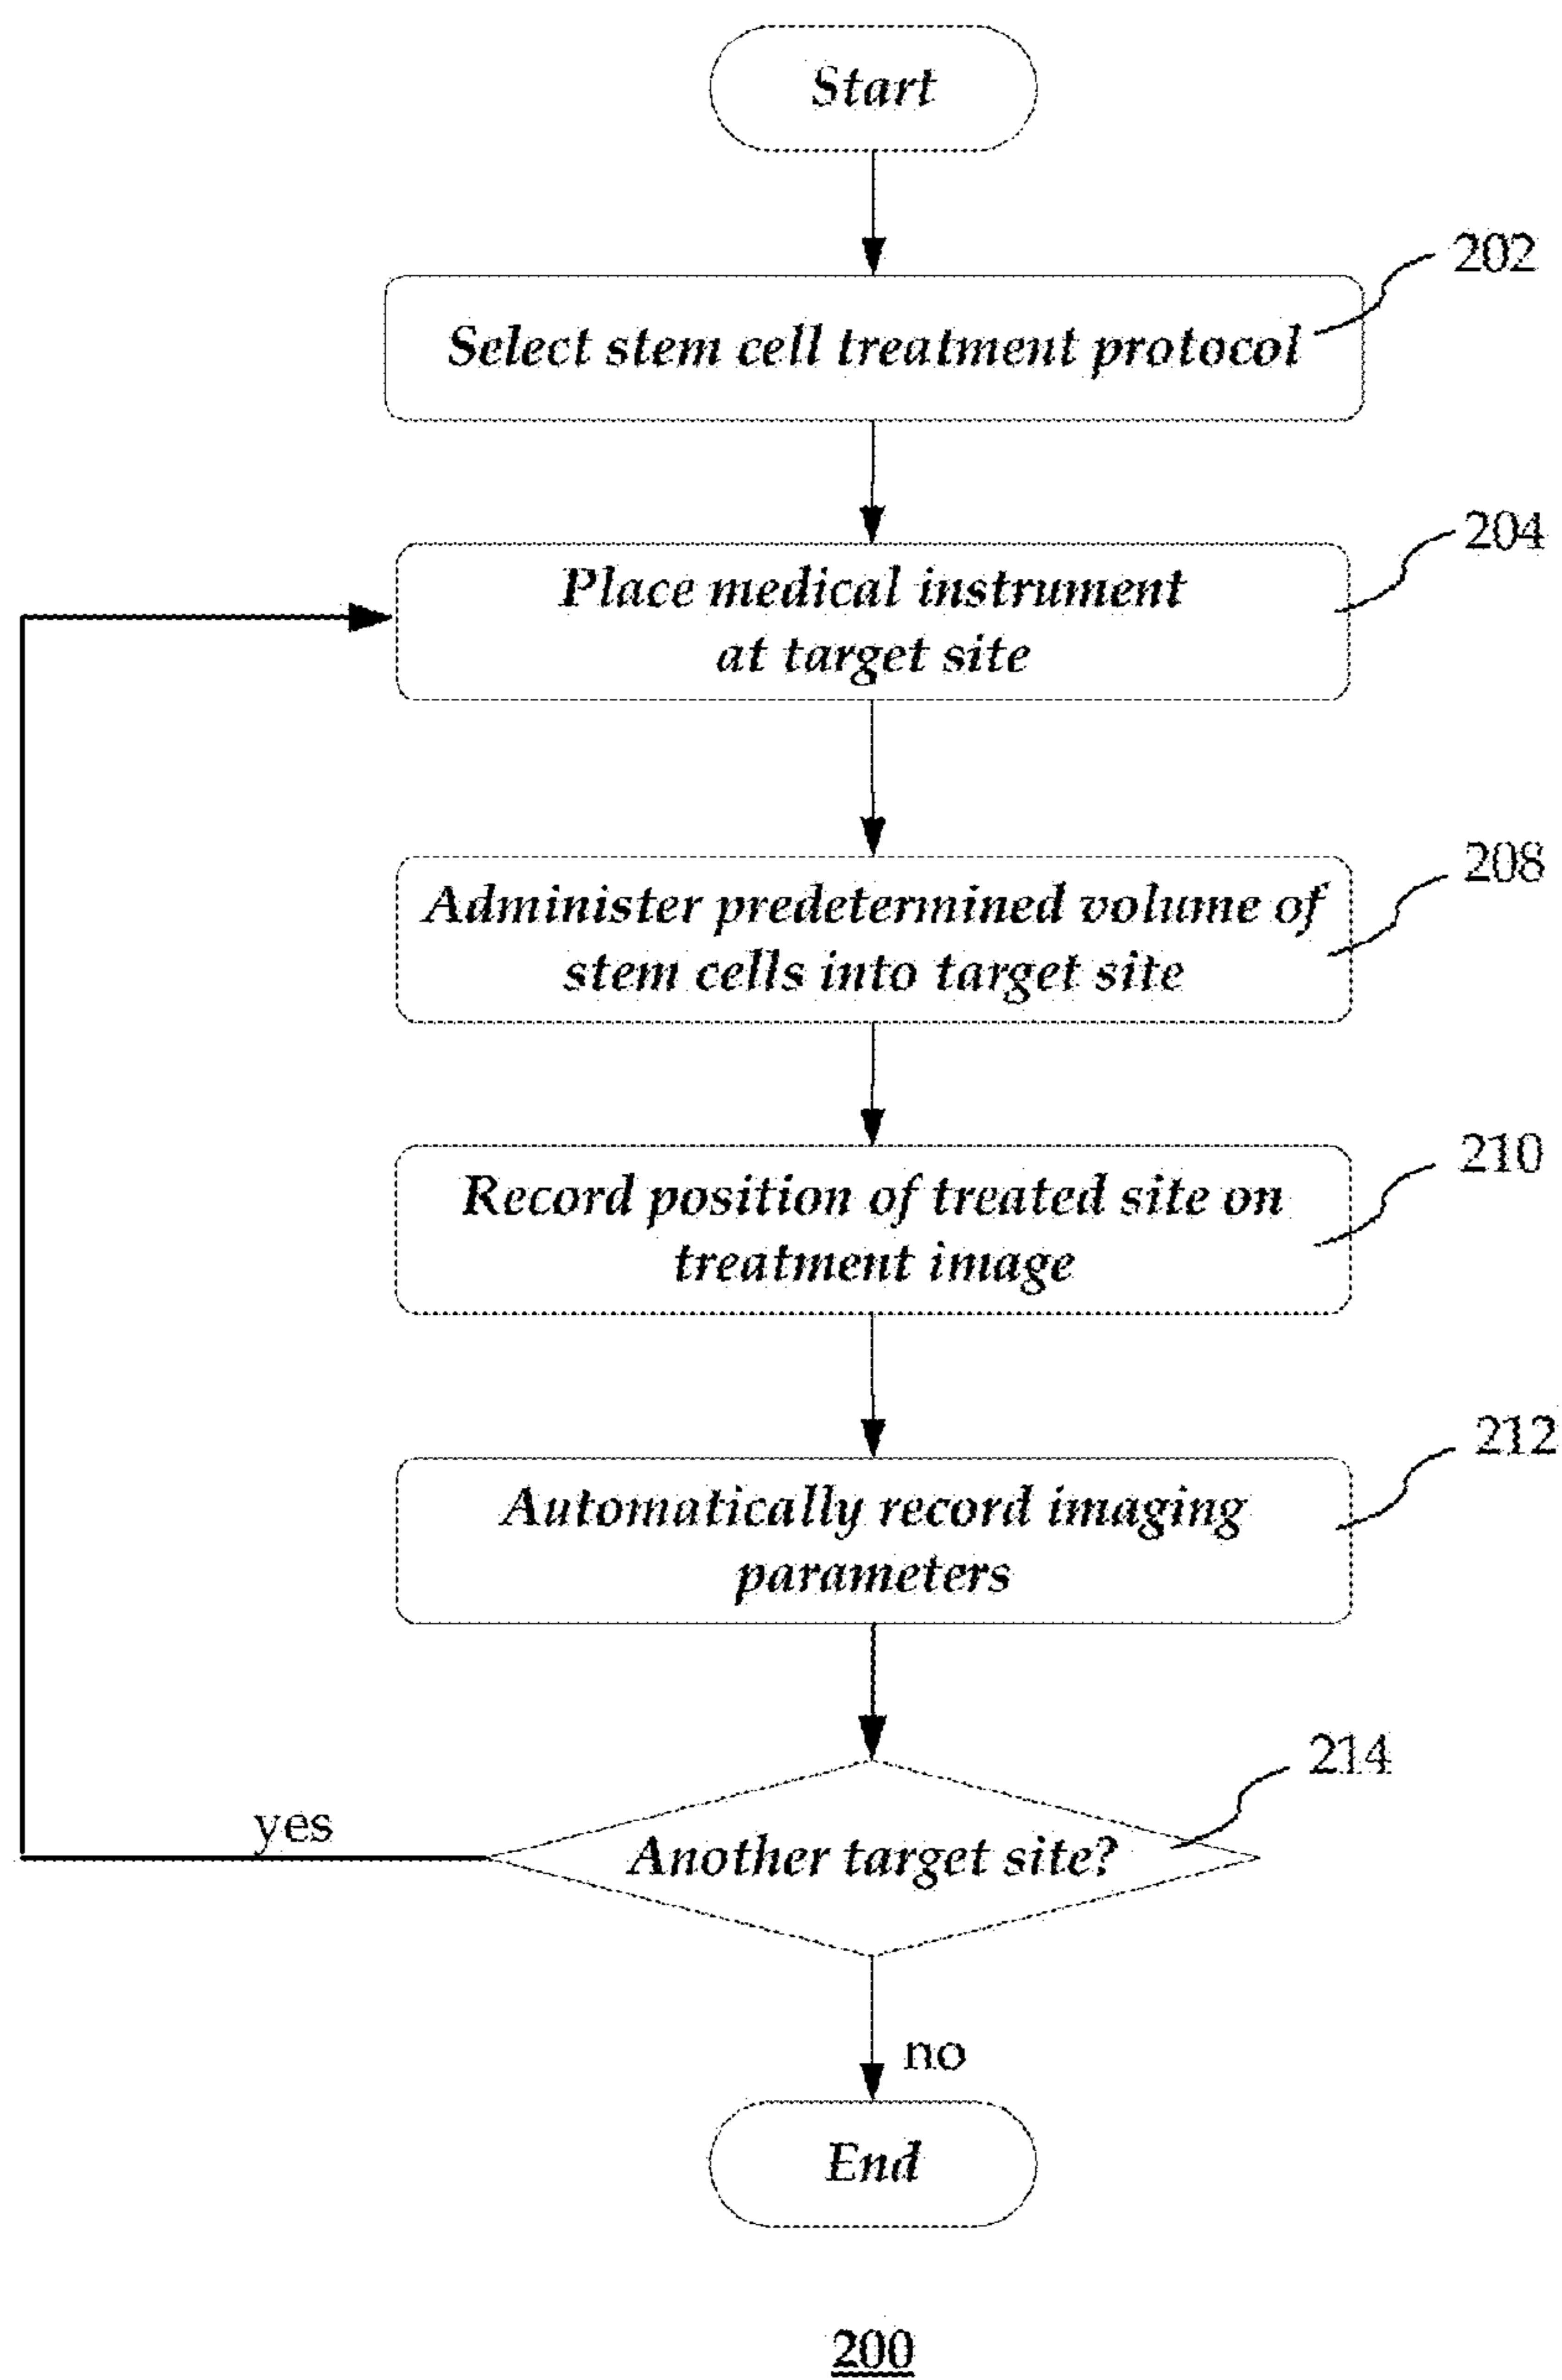 Start
202
Select stem cell treatment protocol
204
Place medical instrument
at target site
208
Administer predetermined volume of
stem cells into target site
210
Record position of treated site on
treatment image
212
Automatically record imaging
parameters
214
yes
Another target site?
no
End
200